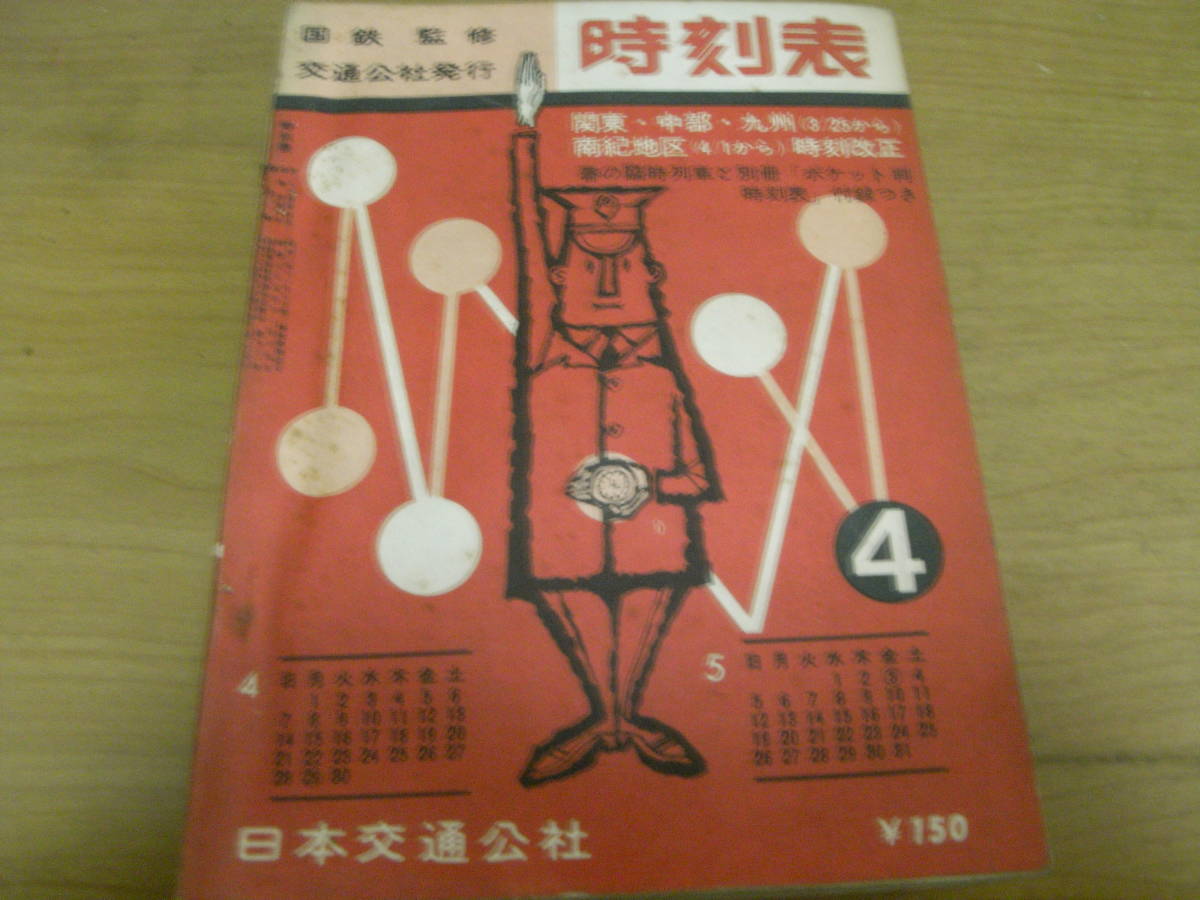 国鉄 監修
交通公社発行
時刻表
関東、中部、九州(3/25から)
南紀地区(4/1から)時刻改正
春の臨時列車と別冊「ポケット判
時刻表」付録つき
4
4
日 月 火 水 木 金 土
1 2 3 4 5 6
7 8 9 10 11 12 13
14 15 16 17 18 19 20
21 22 23 24 25 26 27
28 29 30
5
日 月 火 水 木 金 土
1 2 3 4
5 6 7 8 9 10 11
12 13 14 15 16 17 18
19 20 21 22 23 24 25
26 27 28 29 30 31
日本交通公社
¥150